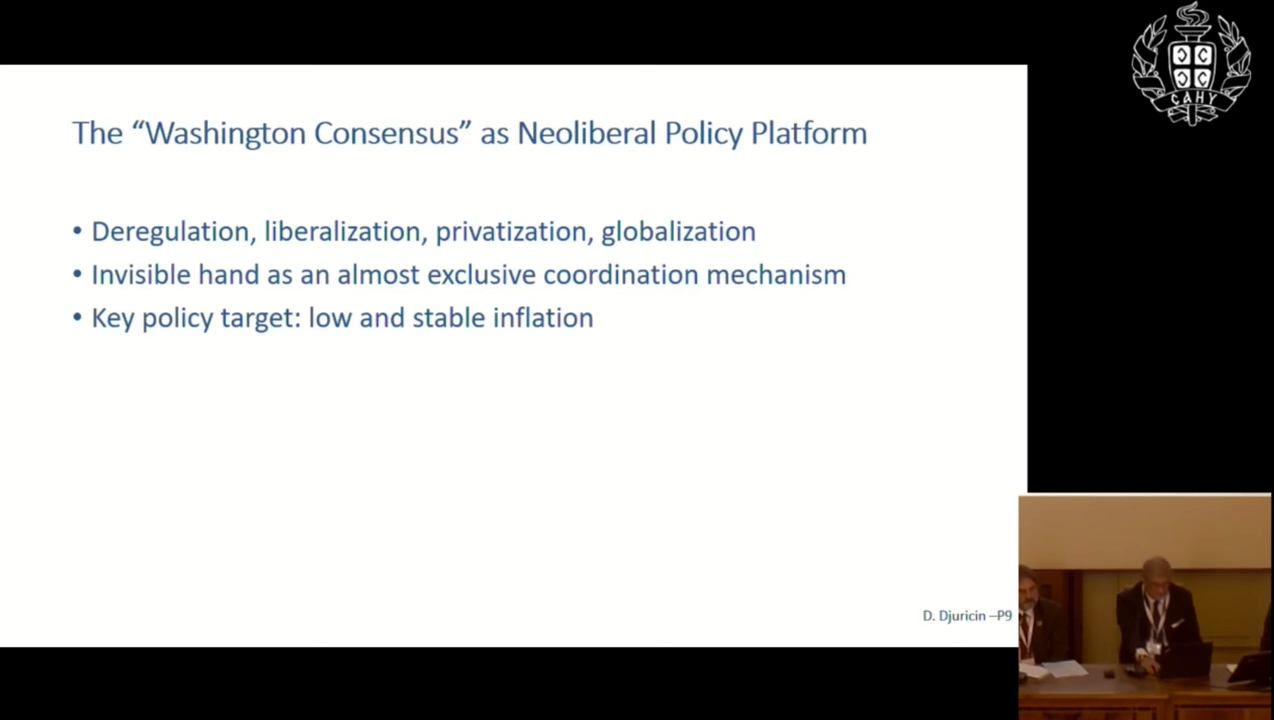 The “Washington Consensus” as Neoliberal Policy Platform
• Deregulation, liberalization, privatization, globalization
• Invisible hand as an almost exclusive coordination mechanism
• Key policy target: low and stable inflation
D. Djuricin –P9
САНУ